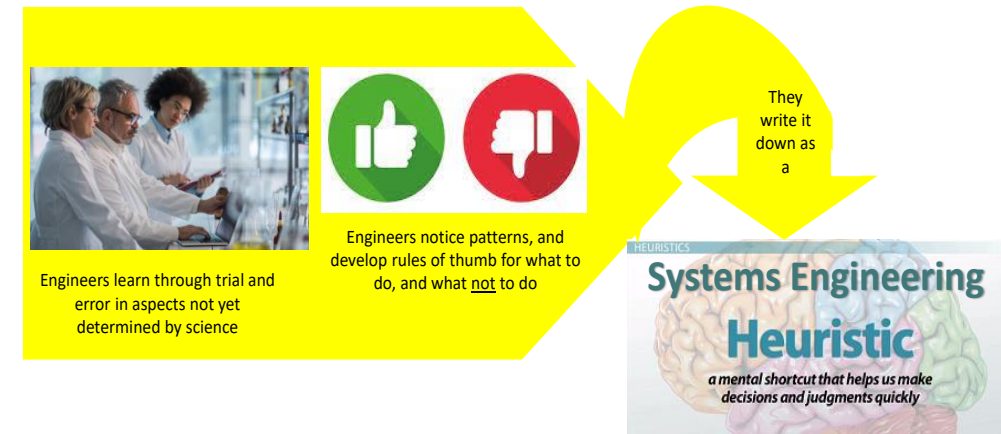 Engineers learn through trial and
error in aspects not yet
determined by science
Engineers notice patterns, and
develop rules of thumb for what to
do, and what not to do
They
write it
down as
a
HEURISTICS
Systems Engineering
Heuristic
a mental shortcut that helps us make
decisions and judgments quickly